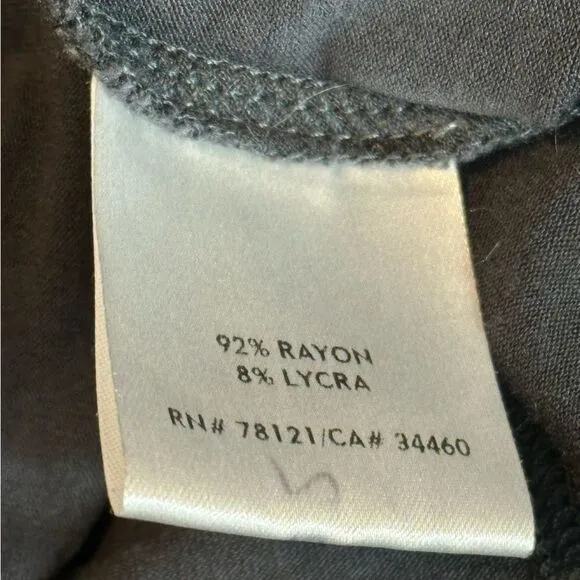 92% RAYON
8% LYCRA
RN# 78121/CA# 34460